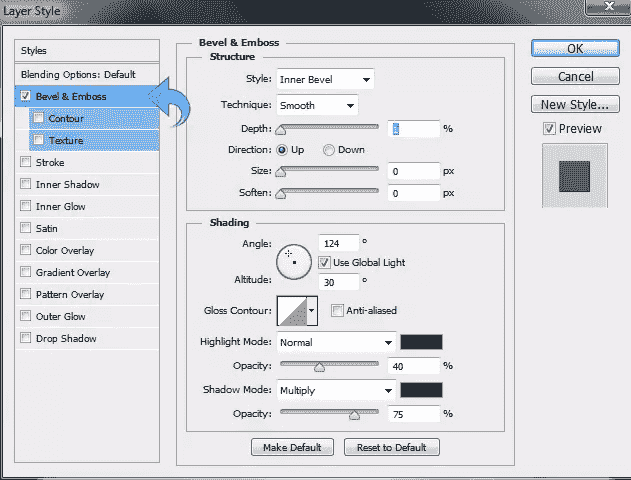 Layer Style
Styles
Blending Options: Default
Bevel & Emboss
Contour
Texture
Stroke
Inner Shadow
Inner Glow
Satin
Color Overlay
Gradient Overlay
Pattern Overlay
Outer Glow
Drop Shadow
Bevel & Emboss
Structure
Style: Inner Bevel
Technique: Smooth
Depth: %
Direction: Up Down
Size: 0 px
Soften: 0 px
Shading
Angle: 124 °
Use Global Light
Altitude: 30 °
Gloss Contour: Anti-aliased
Highlight Mode: Normal
Opacity: 40 %
Shadow Mode: Multiply
Opacity: 75 %
Make Default Reset to Default
OK
Cancel
New Style...
Preview